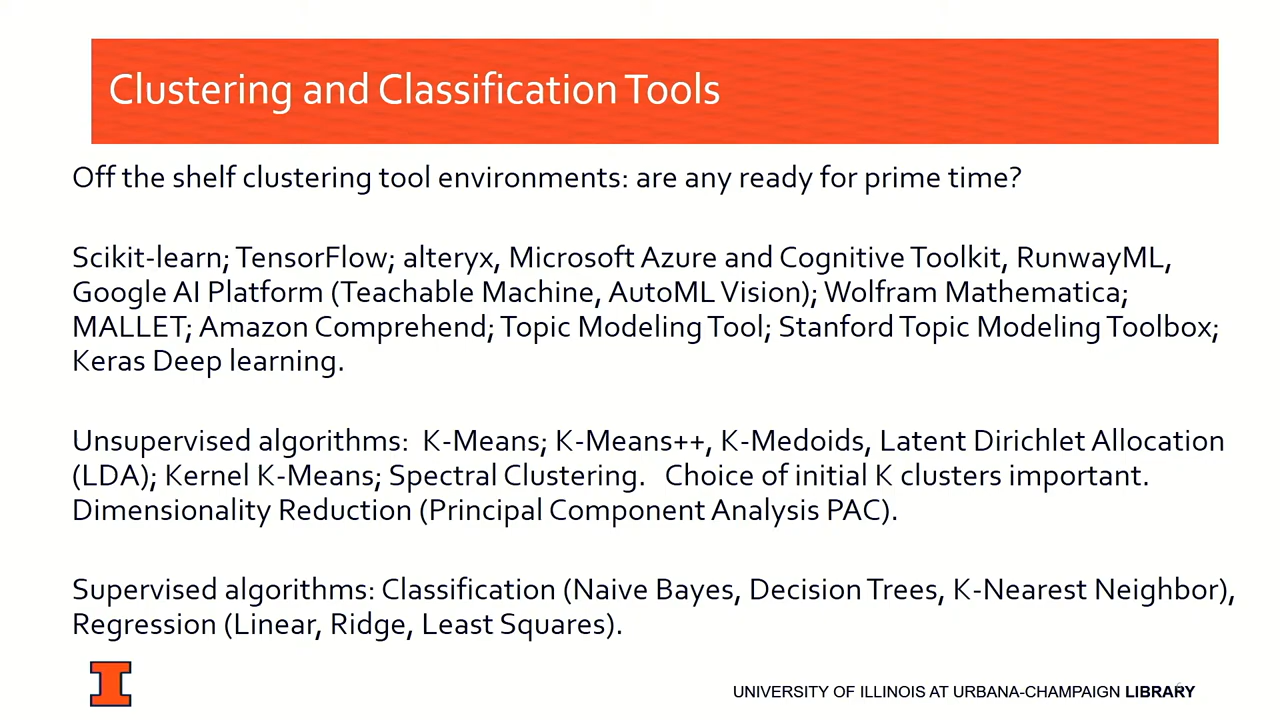 Clustering and Classification Tools
Off the shelf clustering tool environments: are any ready for prime time?
Scikit-learn; TensorFlow; alteryx, Microsoft Azure and Cognitive Toolkit, RunwayML,
Google AI Platform (Teachable Machine, AutoML Vision); Wolfram Mathematica;
MALLET; Amazon Comprehend; Topic Modeling Tool; Stanford Topic Modeling Toolbox;
Keras Deep learning.
Unsupervised algorithms:  K-Means; K-Means++, K-Medoids, Latent Dirichlet Allocation
(LDA); Kernel K-Means; Spectral Clustering.   Choice of initial K clusters important.
Dimensionality Reduction (Principal Component Analysis PAC).
Supervised algorithms: Classification (Naive Bayes, Decision Trees, K-Nearest Neighbor),
Regression (Linear, Ridge, Least Squares).
UNIVERSITY OF ILLINOIS AT URBANA-CHAMPAIGN LIBRARY